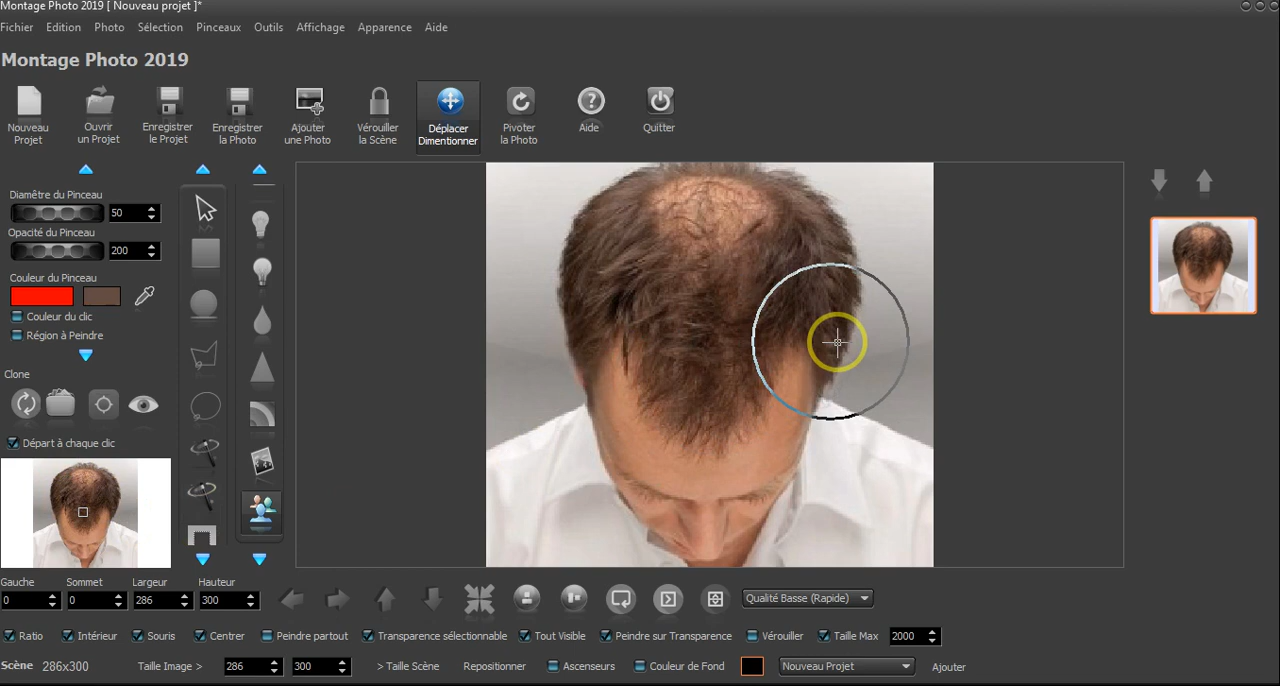 Montage Photo 2019 [ Nouveau projet ]*
Fichier Edition Photo Sélection Pinceaux Outils Affichage Apparence Aide
Montage Photo 2019
Nouveau Projet
Ouvrir un Projet
Enregistrer le Projet
Enregistrer la Photo
Ajouter une Photo
Vérouiller la Scène
Déplacer Dimentionner
Pivoter la Photo
Aide
Quitter
Diamêtre du Pinceau
50
Opacité du Pinceau
200
Couleur du Pinceau
Couleur du clic
Région à Peindre
Clone
Départ à chaque clic
Gauche Sommet Largeur Hauteur
0 0 286 300
Qualité Basse (Rapide)
Ratio Intérieur Souris Centrer Peindre partout Transparence sélectionnable Tout Visible Peindre sur Transparence Vérouiller Taille Max 2000
Scène 286x300 Taille Image > 286 300 > Taille Scène Repositionner Ascenseurs Couleur de Fond Nouveau Projet Ajouter